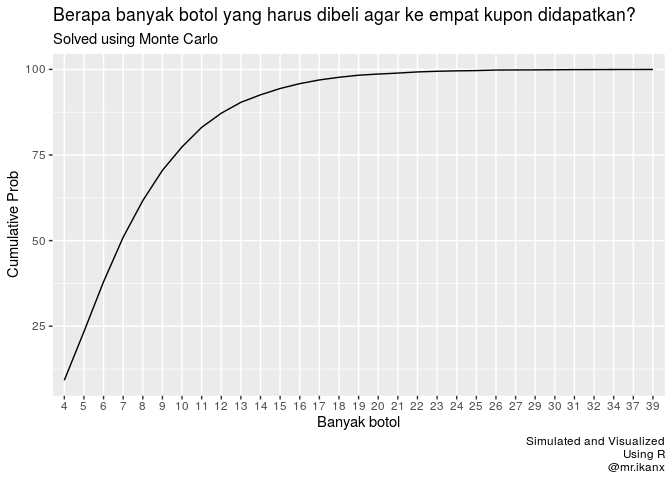 Berapa banyak botol yang harus dibeli agar ke empat kupon didapatkan?
Solved using Monte Carlo
100
75
50
25
Cumulative Prob
4 5 6 7 8 9 10 11 12 13 14 15 16 17 18 19 20 21 22 23 24 25 26 27 29 30 31 32 34 37 39
Banyak botol
Simulated and Visualized
Using R
@mr.ikanx